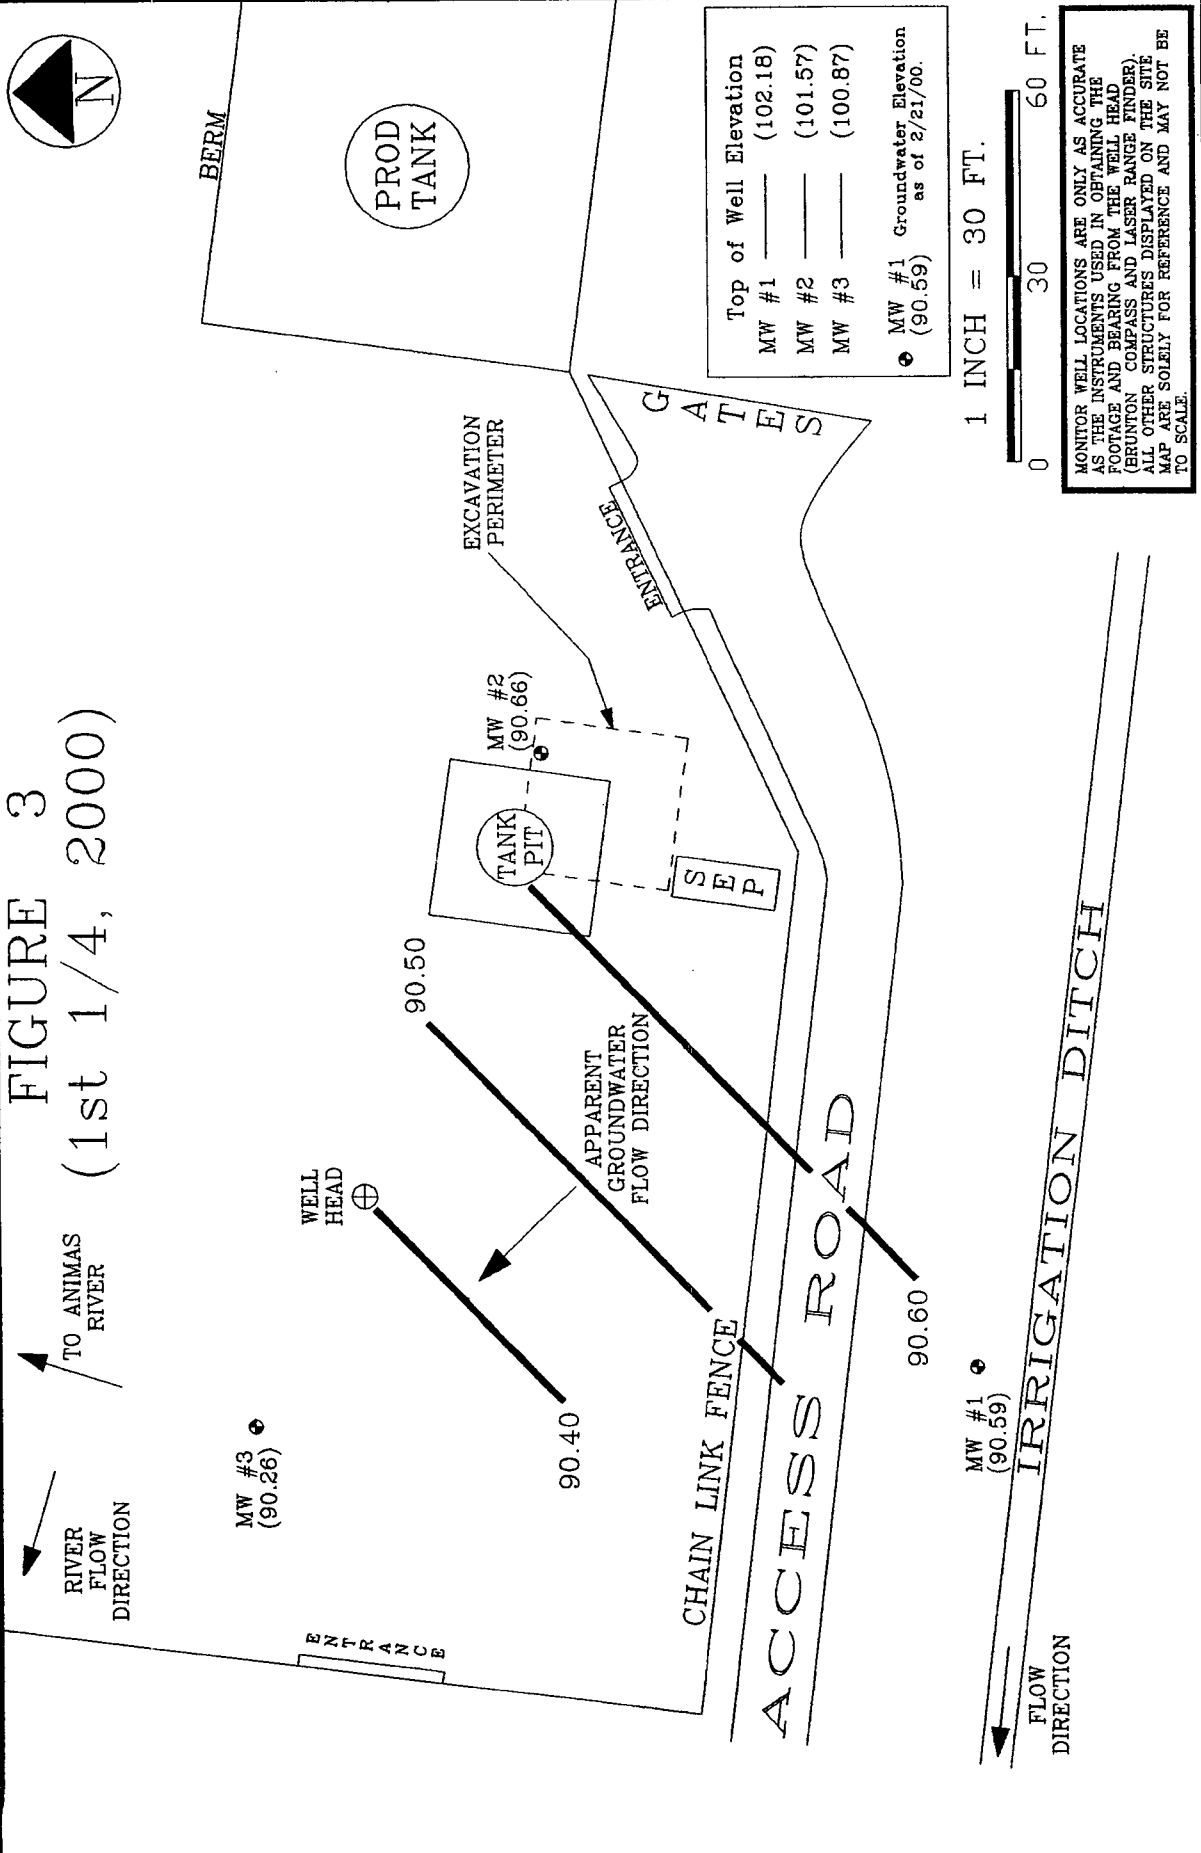 FIGURE 3
(1st 1/4, 2000)
N
RIVER
FLOW
DIRECTION
TO ANIMAS
RIVER
BERM
PROD
TANK
MW #3
(90.26)
WELL
HEAD
90.50
EXCAVATION
PERIMETER
MW #2
(90.66)
TANK
PIT
ENTRANCE
90.40
APPARENT
GROUNDWATER
FLOW DIRECTION
SEP
ENTRANCE
GATES
CHAIN LINK FENCE
ACCESS ROAD
90.60
MW #1
(90.59)
IRRIGATION DITCH
FLOW
DIRECTION
Top of Well Elevation
MW #1 (102.18)
MW #2 (101.57)
MW #3 (100.87)
MW #1 Groundwater Elevation
(90.59) as of 2/21/00.
1 INCH = 30 FT.
0 30 60 FT.
MONITOR WELL LOCATIONS ARE ONLY AS ACCURATE
AS THE INSTRUMENTS USED IN OBTAINING THE
FOOTAGE AND BEARING FROM THE WELL HEAD
(BRUNTON COMPASS AND LASER RANGE FINDER).
ALL OTHER STRUCTURES DISPLAYED ON THE SITE
MAP ARE SOLELY FOR REFERENCE AND MAY NOT BE
TO SCALE.